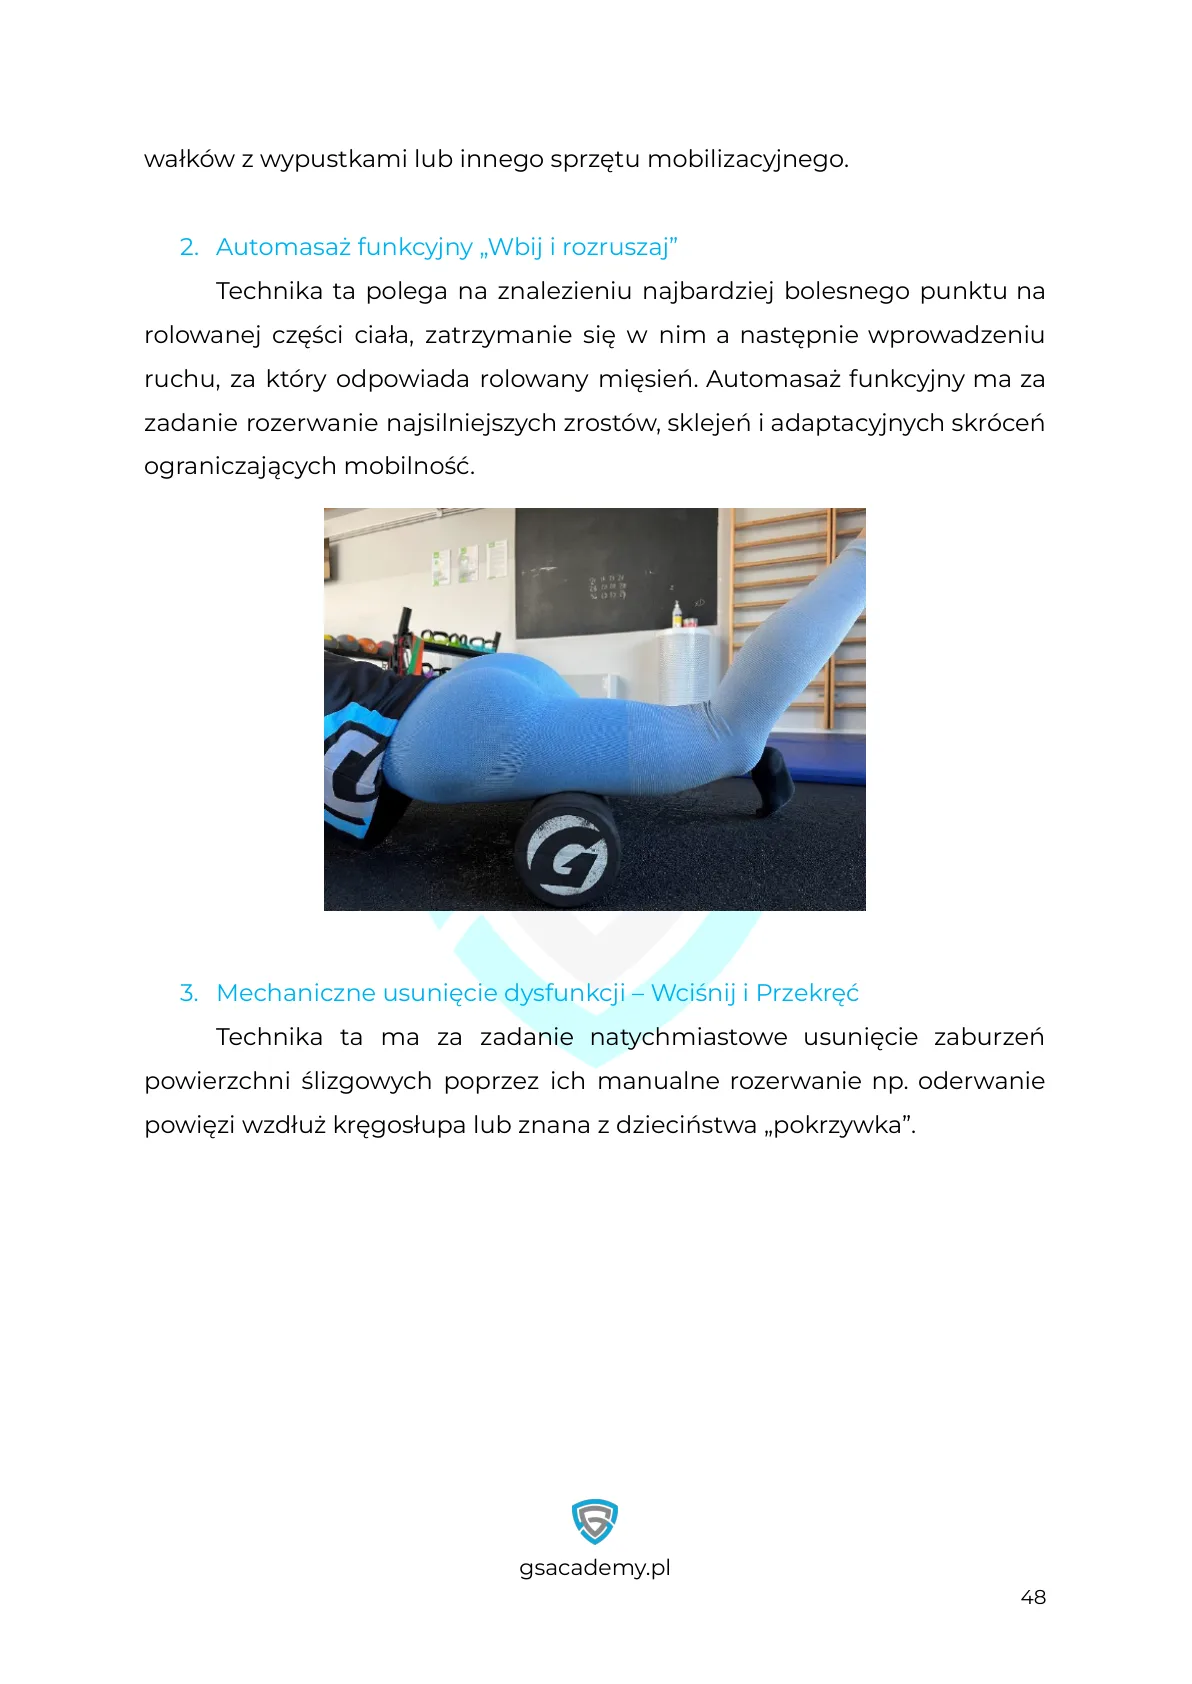 wałków z wypustkami lub innego sprzętu mobilizacyjnego.
2. Automasaż funkcyjny „Wbij i rozruszaj”
Technika ta polega na znalezieniu najbardziej bolesnego punktu na
rolowanej części ciała, zatrzymanie się w nim a następnie wprowadzeniu
ruchu, za który odpowiada rolowany mięsień. Automasaż funkcyjny ma za
zadanie rozerwanie najsilniejszych zrostów, sklejeń i adaptacyjnych skróceń
ograniczających mobilność.
G
3. Mechaniczne usunięcie dysfunkcji – Wciśnij i Przekręć
Technika ta ma za zadanie natychmiastowe usunięcie zaburzeń
powierzchni ślizgowych poprzez ich manualne rozerwanie np. oderwanie
powięzi wzdłuż kręgosłupa lub znana z dzieciństwa „pokrzywka”.
gsacademy.pl
48